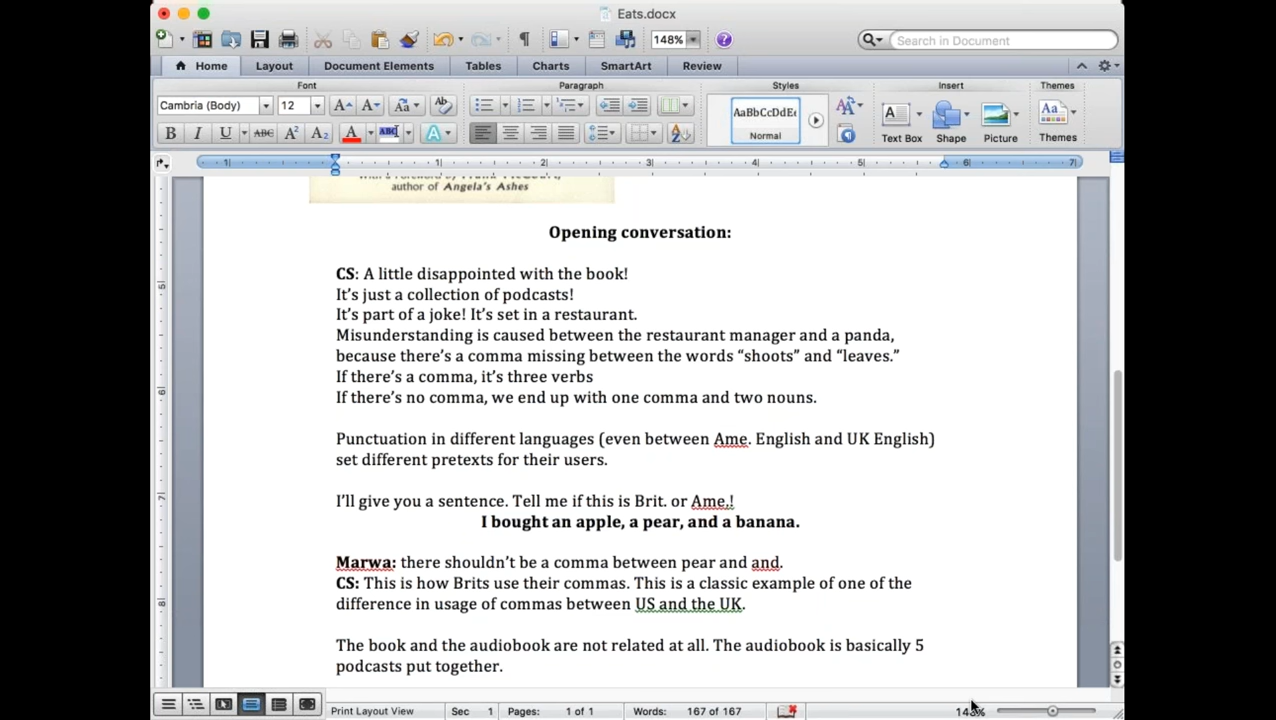 Eats.docx
148%
Search in Document
Home Layout Document Elements Tables Charts SmartArt Review
Font Paragraph Styles Insert Themes
Cambria (Body) 12
AaBbCcDdEe
Normal
Text Box Shape Picture Themes
author of Angela's Ashes
Opening conversation:
CS: A little disappointed with the book!
It's just a collection of podcasts!
It's part of a joke! It's set in a restaurant.
Misunderstanding is caused between the restaurant manager and a panda,
because there's a comma missing between the words “shoots” and “leaves.”
If there's a comma, it's three verbs
If there's no comma, we end up with one comma and two nouns.
Punctuation in different languages (even between Ame. English and UK English)
set different pretexts for their users.
I'll give you a sentence. Tell me if this is Brit. or Ame.!
I bought an apple, a pear, and a banana.
Marwa: there shouldn't be a comma between pear and and.
CS: This is how Brits use their commas. This is a classic example of one of the
difference in usage of commas between US and the UK.
The book and the audiobook are not related at all. The audiobook is basically 5
podcasts put together.
Print Layout View Sec 1 Pages: 1 of 1 Words: 167 of 167 148%